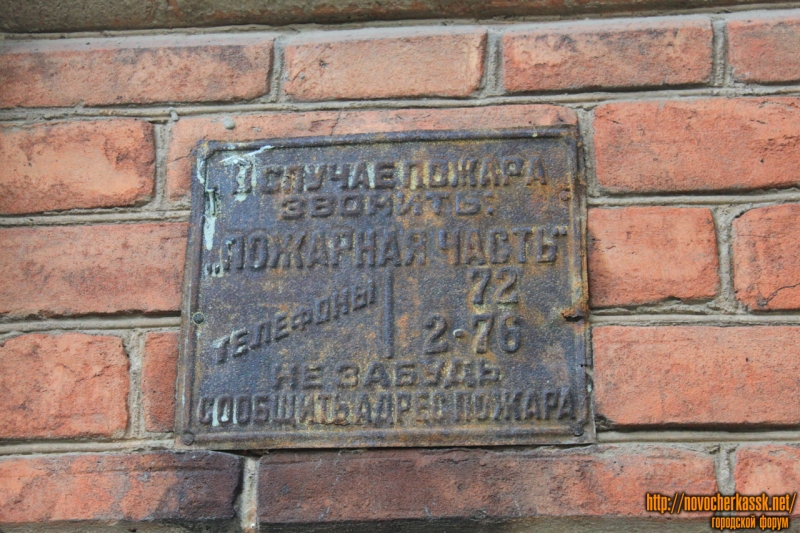 В СЛУЧАЕ ПОЖАРА
ЗВОНИТЬ:
„ПОЖАРНАЯ ЧАСТЬ"
ТЕЛЕФОНЫ
72
2-76
НЕ ЗАБУДЬ
СООБЩИТЬ АДРЕС ПОЖАРА
http://novocherkassk.net/
городской форум